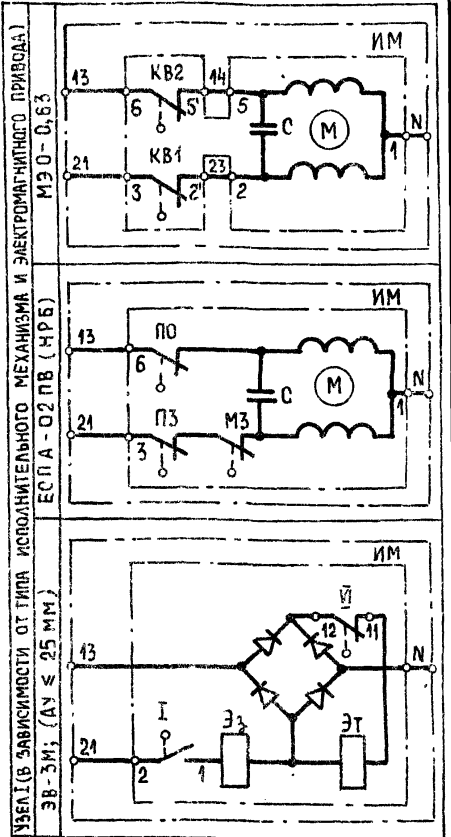 УЗЕЛ I (В ЗАВИСИМОСТИ ОТ ТИПА ИСПОЛНИТЕЛЬНОГО МЕХАНИЗМА И ЭЛЕКТРОМАГНИТНОГО ПРИВОДА)
МЭО-0,63
ИМ
13
КВ2
14
6
5'
5
С
М
1
N
21
КВ1
23
3
2'
2
ЕСПА-02ПВ (НРБ)
ИМ
13
ПО
6
С
М
1
N
21
ПЗ
МЗ
3
ЭВ-3М; (ДУ ≤ 25 ММ)
ИМ
VI
12
11
13
N
I
21
2
1
ЭЗ
ЭТ